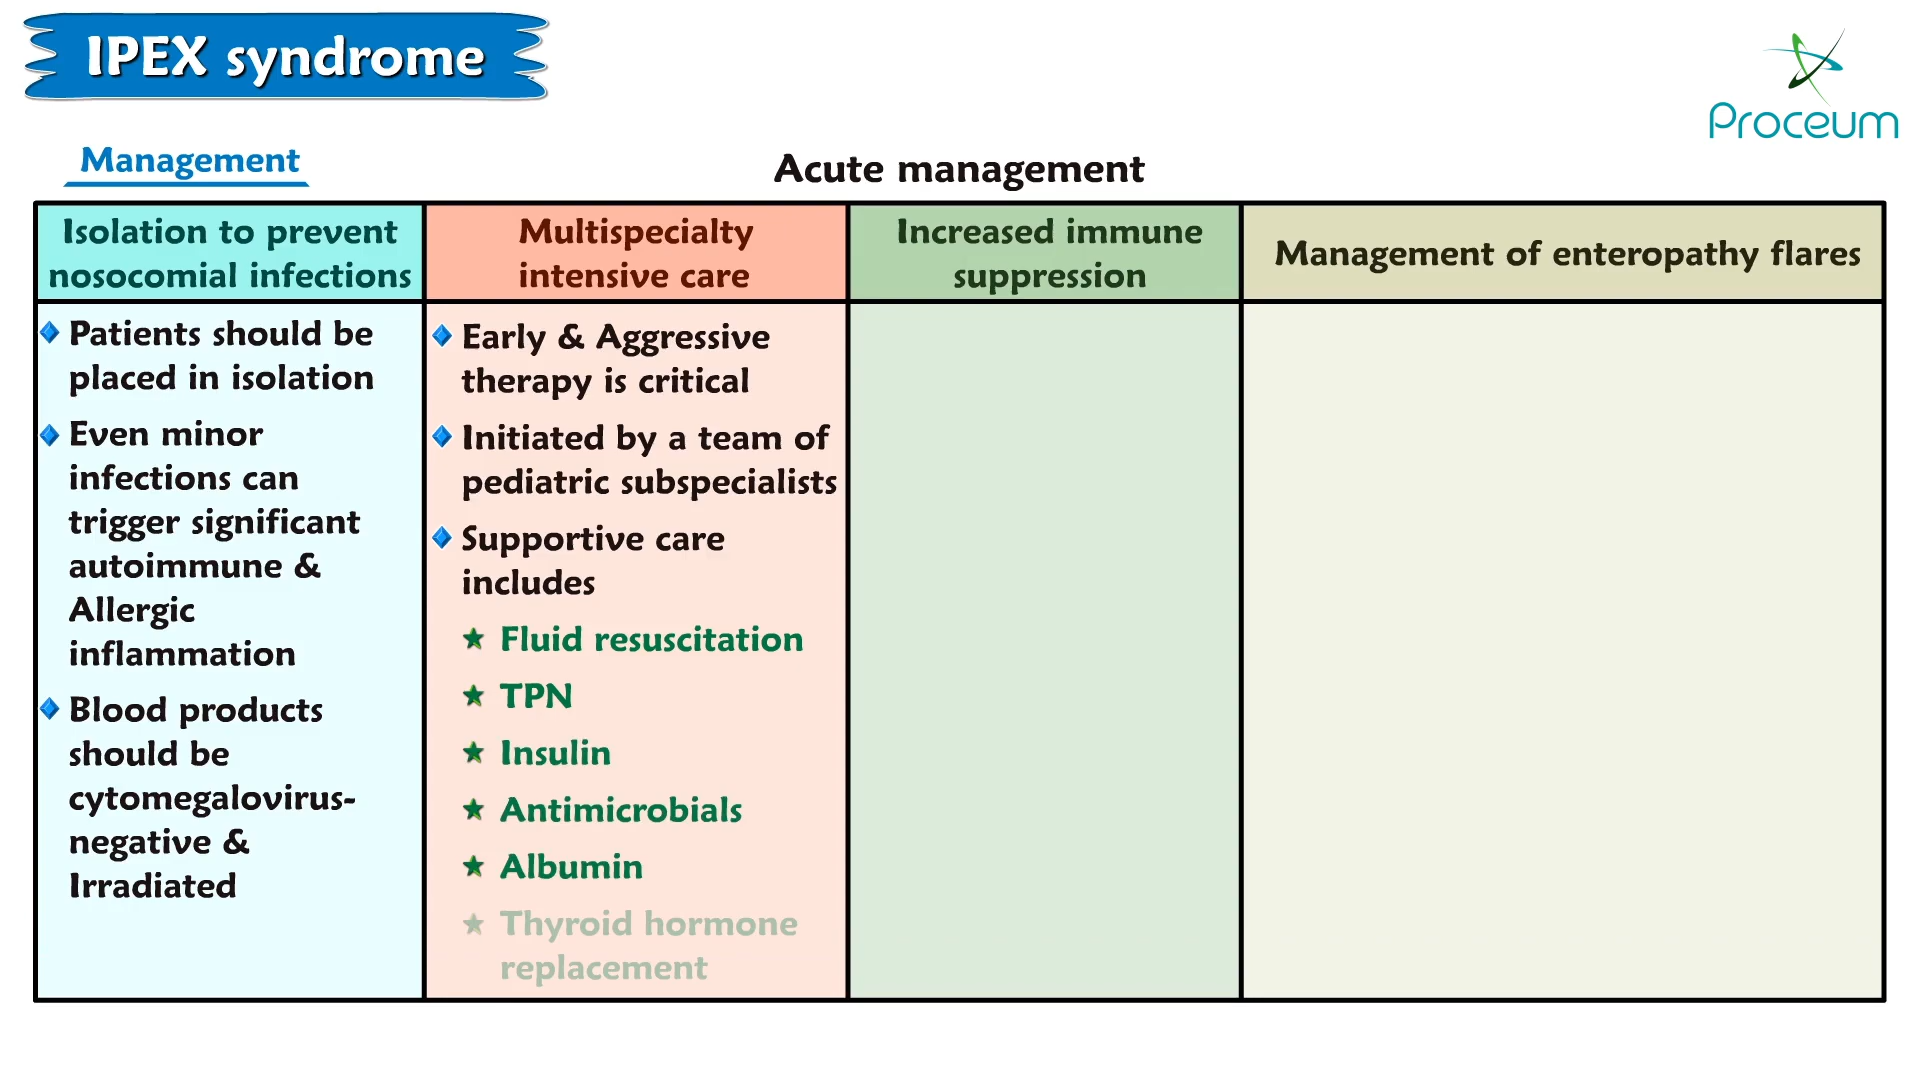 IPEX syndrome
Proceum
Management
Acute management
Isolation to prevent
nosocomial infections
Multispecialty
intensive care
Increased immune
suppression
Management of enteropathy flares
Patients should be
placed in isolation
Even minor
infections can
trigger significant
autoimmune &
Allergic
inflammation
Blood products
should be
cytomegalovirus-
negative &
Irradiated
Early & Aggressive
therapy is critical
Initiated by a team of
pediatric subspecialists
Supportive care
includes
Fluid resuscitation
TPN
Insulin
Antimicrobials
Albumin
Thyroid hormone
replacement